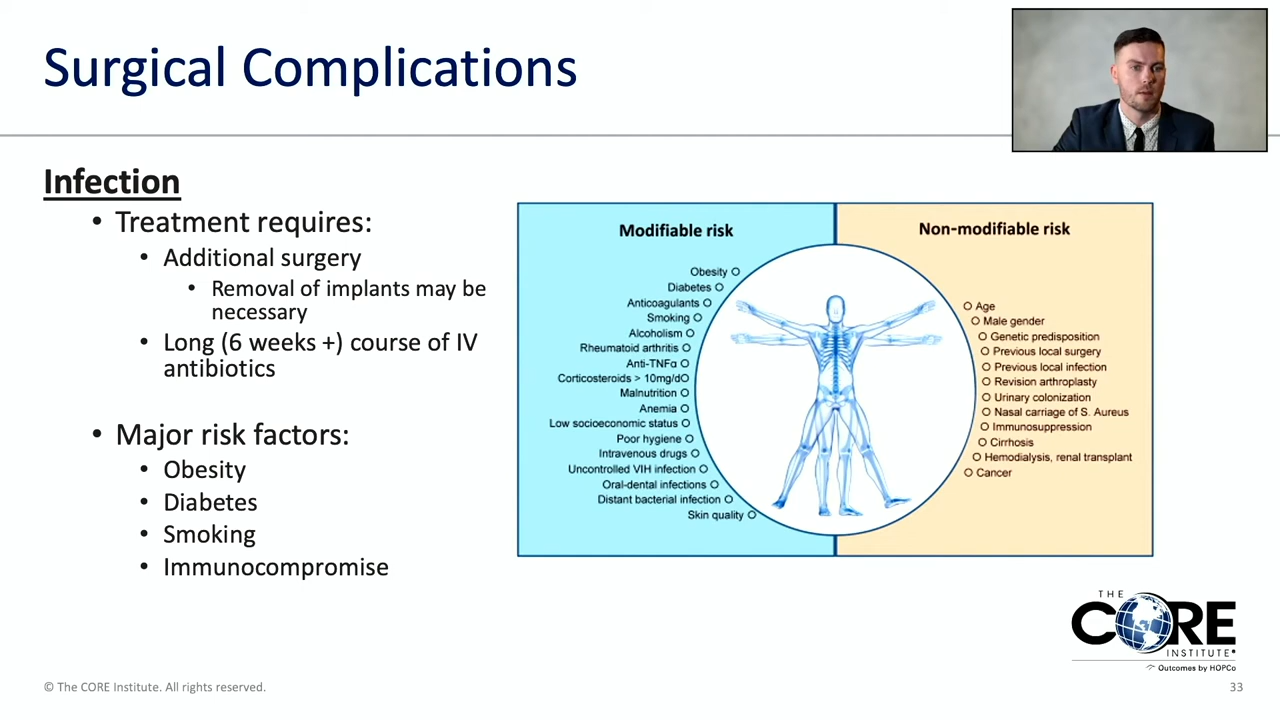 Surgical Complications
Infection
• Treatment requires:
• Additional surgery
• Removal of implants may be
necessary
• Long (6 weeks +) course of IV
antibiotics
• Major risk factors:
• Obesity
• Diabetes
• Smoking
• Immunocompromise
Modifiable risk
Obesity
Diabetes
Anticoagulants
Smoking
Alcoholism
Rheumatoid arthritis
Anti-TNFα
Corticosteroids > 10mg/d
Malnutrition
Anemia
Low socioeconomic status
Poor hygiene
Intravenous drugs
Uncontrolled VIH infection
Oral-dental infections
Distant bacterial infection
Skin quality
Non-modifiable risk
Age
Male gender
Genetic predisposition
Previous local surgery
Previous local infection
Revision arthroplasty
Urinary colonization
Nasal carriage of S. Aureus
Immunosuppression
Cirrhosis
Hemodialysis, renal transplant
Cancer
THE
CORE
INSTITUTE®
Outcomes by HOPCo
© The CORE Institute. All rights reserved.
33